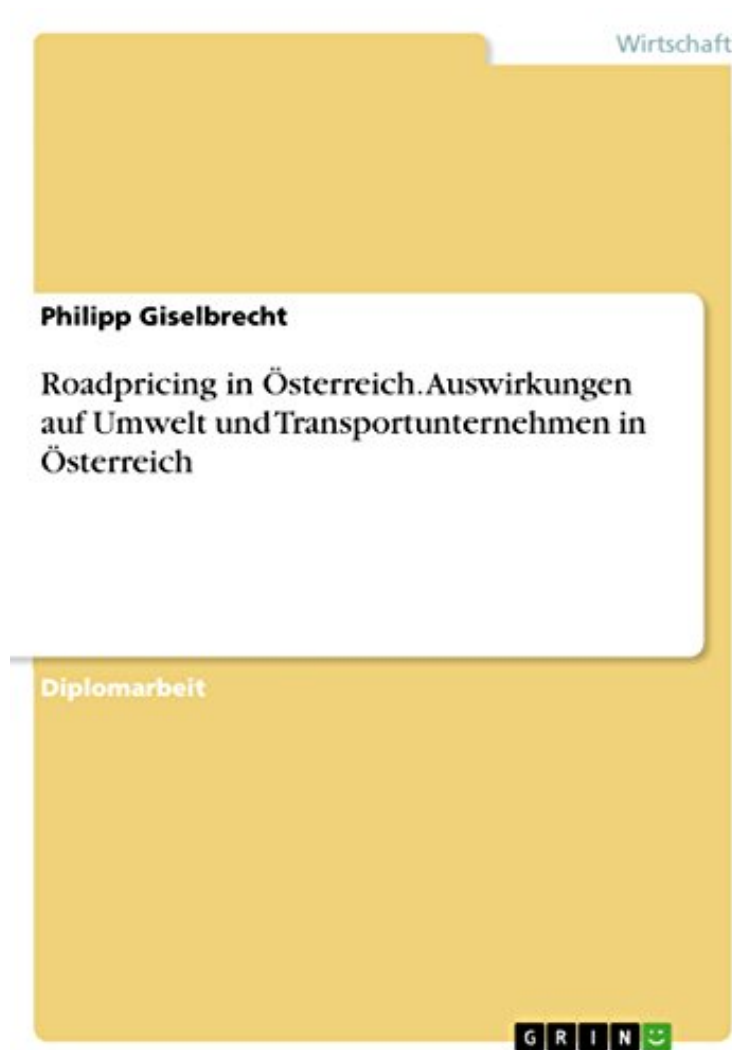 Wirtschaft
Philipp Giselbrecht
Roadpricing in Österreich. Auswirkungen
auf Umwelt und Transportunternehmen in
Österreich
Diplomarbeit
GRIN